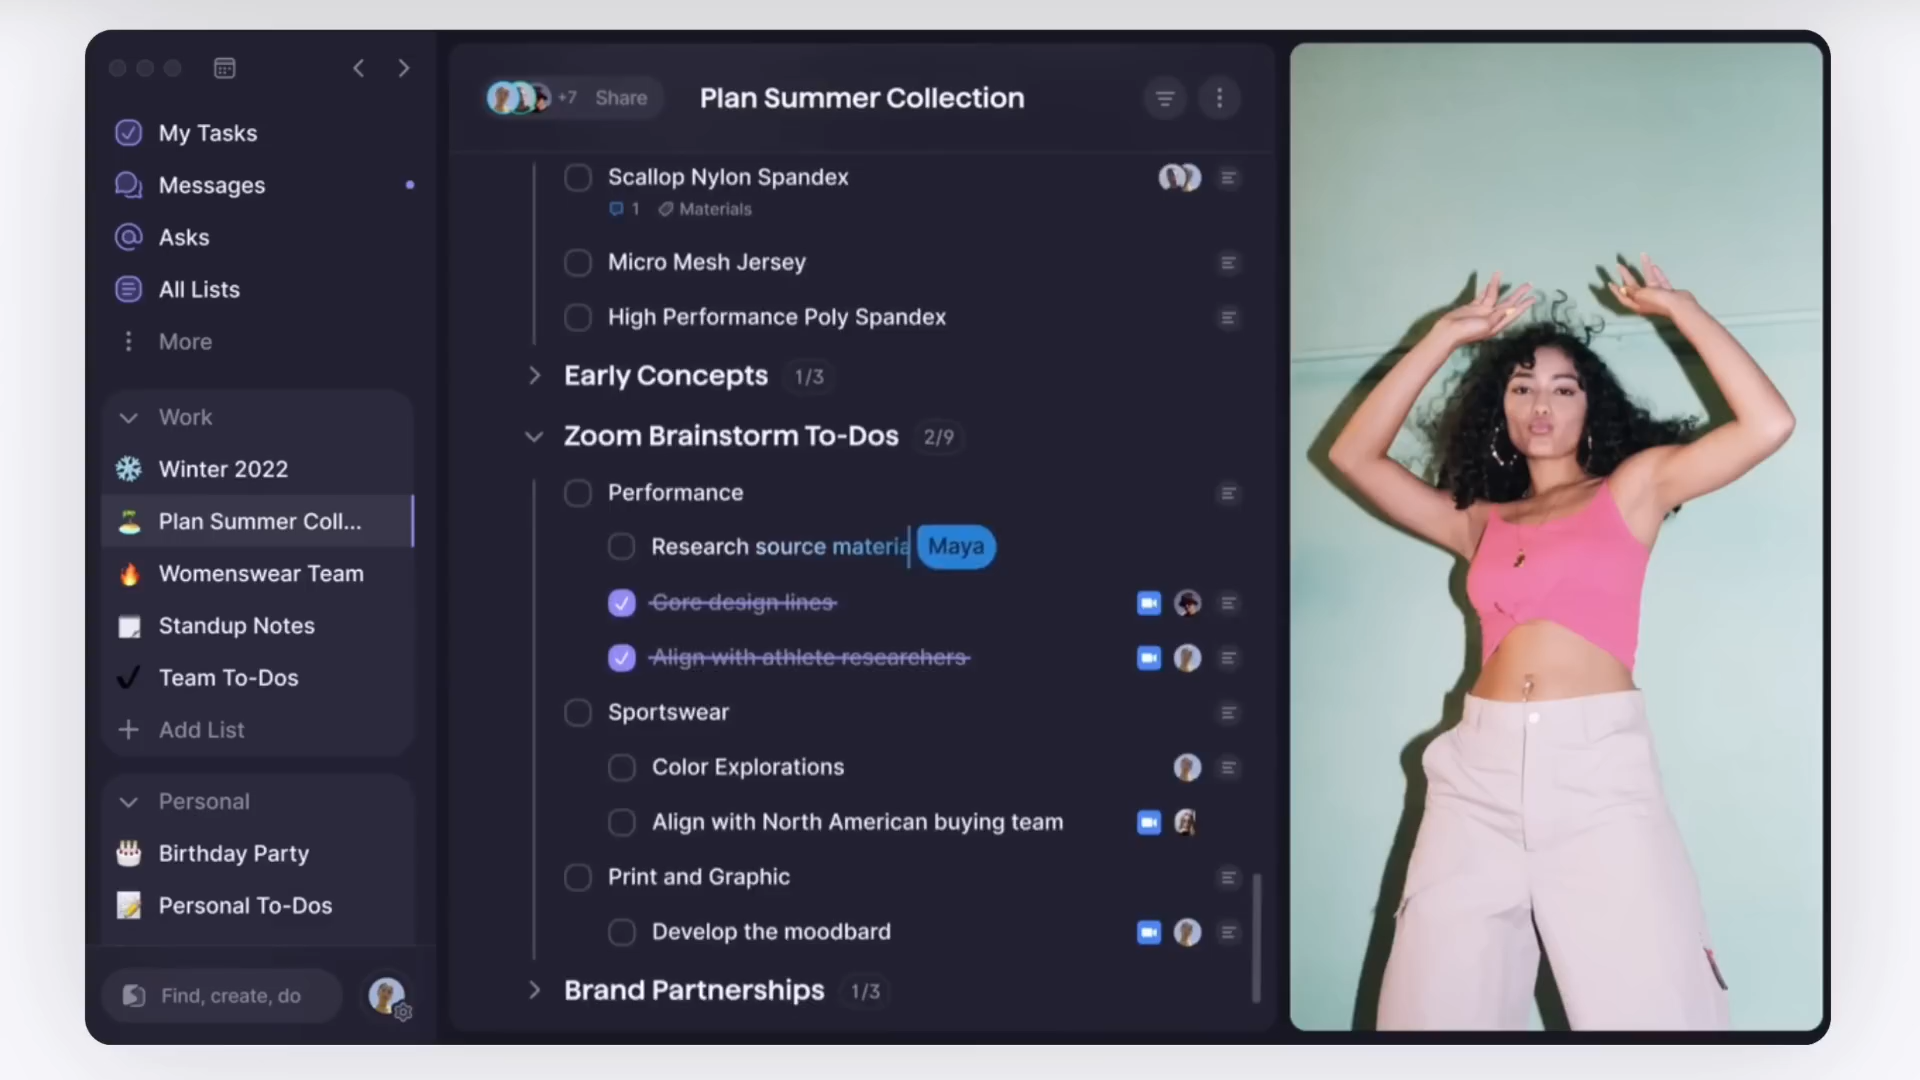 My Tasks
Messages
Asks
All Lists
More
Work
Winter 2022
Plan Summer Coll...
Womenswear Team
Standup Notes
Team To-Dos
Add List
Personal
Birthday Party
Personal To-Dos
Find, create, do
+7 Share
Plan Summer Collection
Scallop Nylon Spandex
1 Materials
Micro Mesh Jersey
High Performance Poly Spandex
Early Concepts 1/3
Zoom Brainstorm To-Dos 2/9
Performance
Research source materia Maya
Core design lines
Align with athlete researchers
Sportswear
Color Explorations
Align with North American buying team
Print and Graphic
Develop the moodbard
Brand Partnerships 1/3